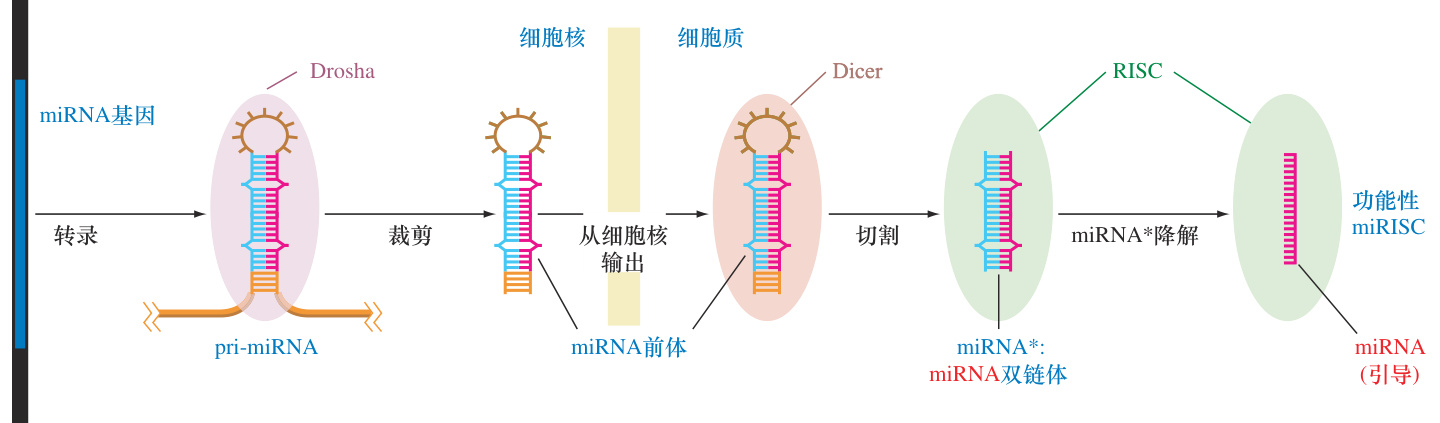 细胞核
细胞质
Drosha
Dicer
RISC
miRNA基因
转录
裁剪
从细胞核
输出
切割
miRNA*降解
功能性
miRISC
pri-miRNA
miRNA前体
miRNA*:
miRNA双链体
miRNA
(引导)